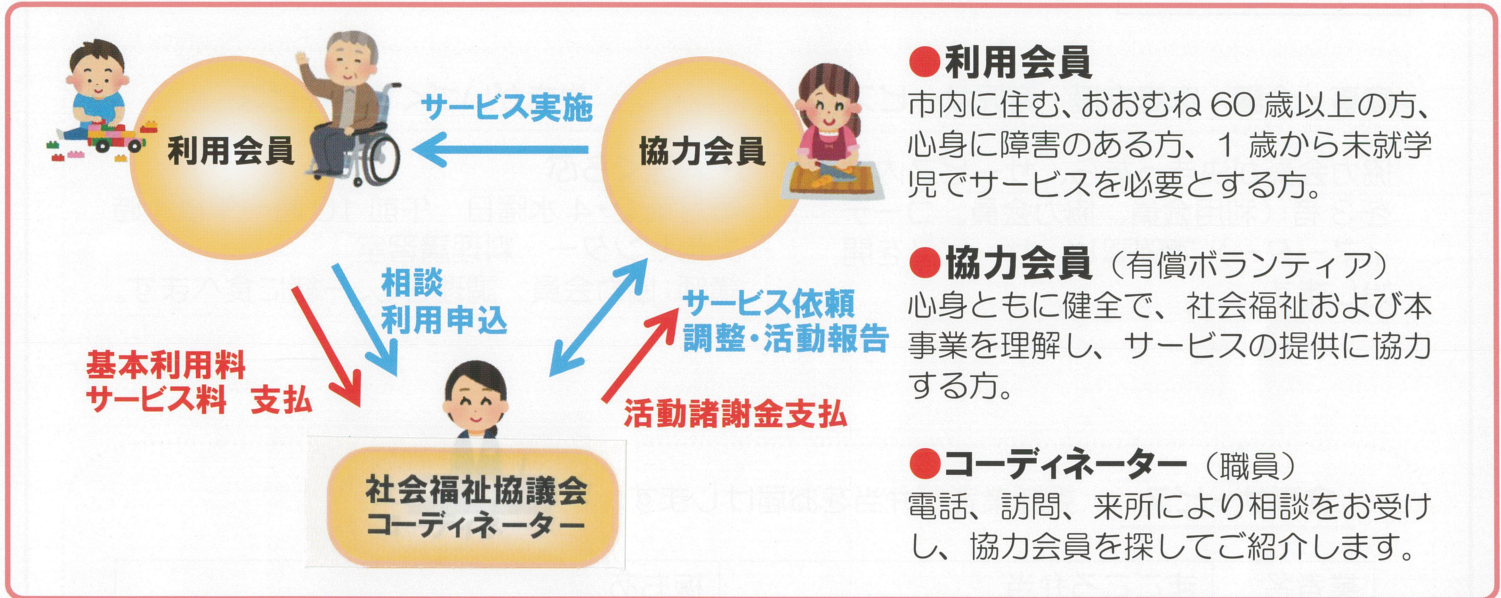 利用会員
サービス実施
協力会員
相談
利用申込
サービス依頼
調整・活動報告
基本利用料
サービス料 支払
活動諸謝金支払
社会福祉協議会
コーディネーター
●利用会員
市内に住む、おおむね60歳以上の方、
心身に障害のある方、1歳から未就学
児でサービスを必要とする方。
●協力会員（有償ボランティア）
心身ともに健全で、社会福祉および本
事業を理解し、サービスの提供に協力
する方。
●コーディネーター（職員）
電話、訪問、来所により相談をお受け
し、協力会員を探してご紹介します。